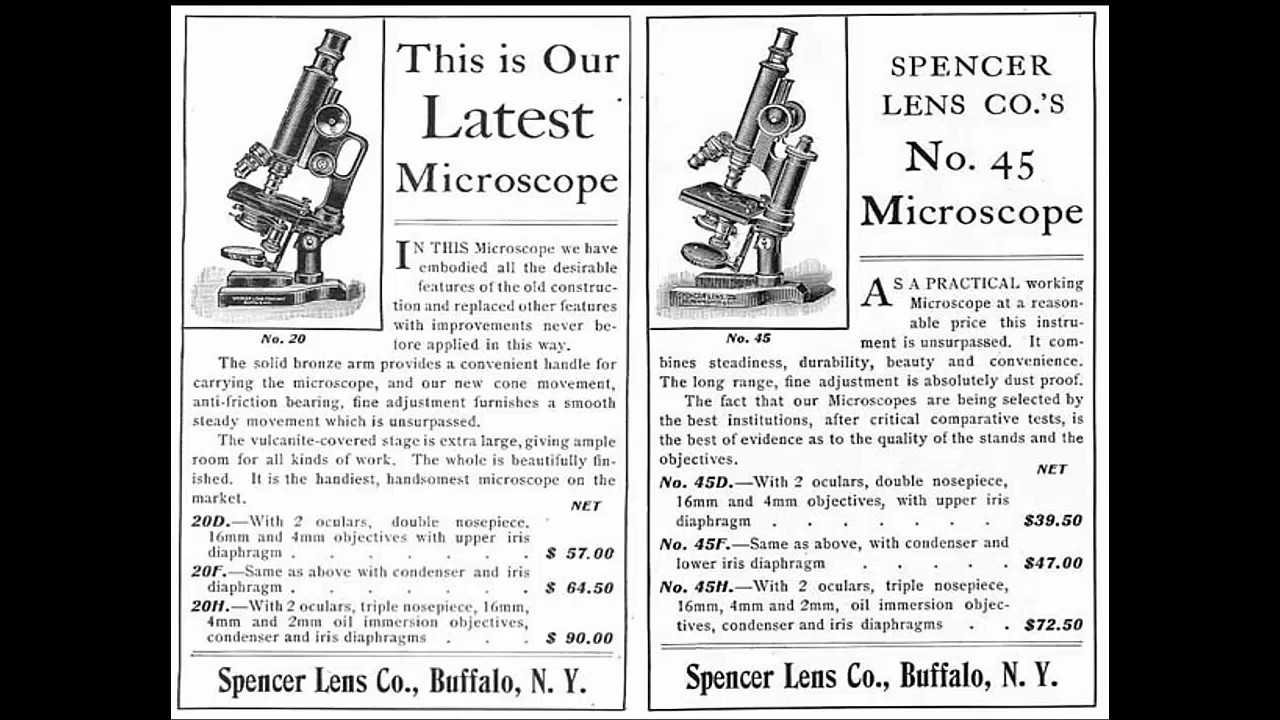 This is Our
Latest
Microscope
IN THIS Microscope we have
embodied all the desirable
features of the old construc-
tion and replaced other features
with improvements never be-
fore applied in this way.
No. 20
The solid bronze arm provides a convenient handle for
carrying the microscope, and our new cone movement,
anti-friction bearing, fine adjustment furnishes a smooth
steady movement which is unsurpassed.
The vulcanite-covered stage is extra large, giving ample
room for all kinds of work. The whole is beautifully fin-
ished. It is the handiest, handsomest microscope on the
market.
NET
20D.—With 2 oculars, double nosepiece,
16mm and 4mm objectives with upper iris
diaphragm . . . . . . . $ 57.00
20F.—Same as above with condenser and iris
diaphragm . . . . . . . $ 64.50
20H.—With 2 oculars, triple nosepiece, 16mm,
4mm and 2mm oil immersion objectives,
condenser and iris diaphragms . . . $ 90.00
Spencer Lens Co., Buffalo, N. Y.
SPENCER
LENS CO.'S
No. 45
Microscope
AS A PRACTICAL working
Microscope at a reason-
able price this instru-
ment is unsurpassed. It com-
No. 45
bines steadiness, durability, beauty and convenience.
The long range, fine adjustment is absolutely dust proof.
The fact that our Microscopes are being selected by
the best institutions, after critical comparative tests, is
the best of evidence as to the quality of the stands and the
objectives.
NET
No. 45D.—With 2 oculars, double nosepiece,
16mm and 4mm objectives, with upper iris
diaphragm . . . . . . . $39.50
No. 45F.—Same as above, with condenser and
lower iris diaphragm . . . . . $47.00
No. 45H.—With 2 oculars, triple nosepiece,
16mm, 4mm and 2mm, oil immersion objec-
tives, condenser and iris diaphragms . . $72.50
Spencer Lens Co., Buffalo, N. Y.